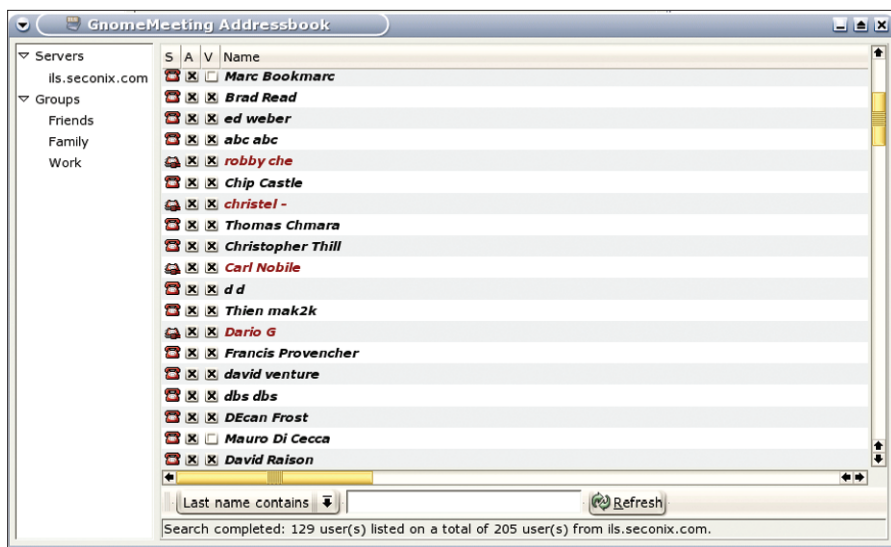 GnomeMeeting Addressbook
Servers
ils.seconix.com
Groups
Friends
Family
Work
S A V Name
Marc Bookmarc
Brad Read
ed weber
abc abc
robby che
Chip Castle
christel -
Thomas Chmara
Christopher Thill
Carl Nobile
d d
Thien mak2k
Dario G
Francis Provencher
david venture
dbs dbs
DEcan Frost
Mauro Di Cecca
David Raison
Last name contains Refresh
Search completed: 129 user(s) listed on a total of 205 user(s) from ils.seconix.com.